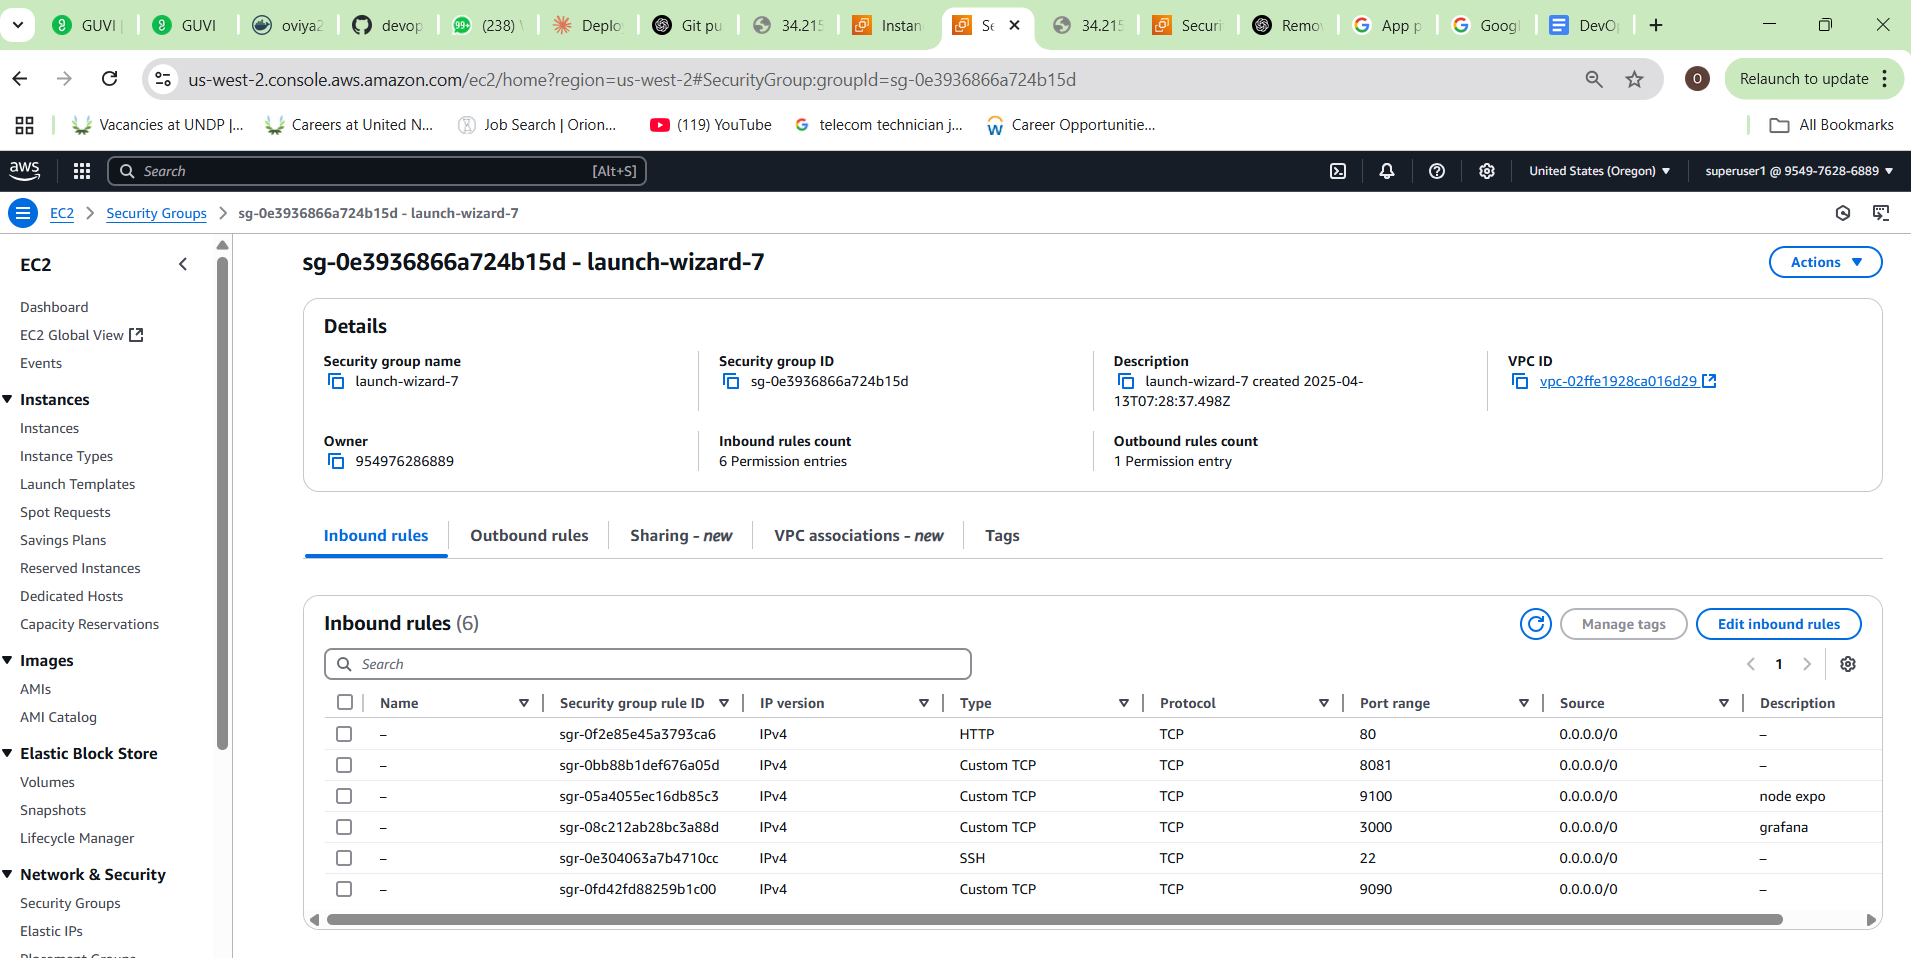 GUVI
GUVI
oviya2
devop
99+ (238)
Deplo
Git pu
34.215
Instan
Se
34.215
Securi
Remo
App p
Googl
DevO
us-west-2.console.aws.amazon.com/ec2/home?region=us-west-2#SecurityGroup:groupId=sg-0e3936866a724b15d
O
Relaunch to update
Vacancies at UNDP |...
Careers at United N...
Job Search | Orion...
(119) YouTube
telecom technician j...
Career Opportunitie...
All Bookmarks
aws
Search [Alt+S]
United States (Oregon)
superuser1 @ 9549-7628-6889
EC2 Security Groups sg-0e3936866a724b15d - launch-wizard-7
EC2
Dashboard
EC2 Global View
Events
Instances
Instances
Instance Types
Launch Templates
Spot Requests
Savings Plans
Reserved Instances
Dedicated Hosts
Capacity Reservations
Images
AMIs
AMI Catalog
Elastic Block Store
Volumes
Snapshots
Lifecycle Manager
Network & Security
Security Groups
Elastic IPs
Placement Groups
sg-0e3936866a724b15d - launch-wizard-7
Actions
Details
Security group name
launch-wizard-7
Security group ID
sg-0e3936866a724b15d
Description
launch-wizard-7 created 2025-04-
13T07:28:37.498Z
VPC ID
vpc-02ffe1928ca016d29
Owner
954976286889
Inbound rules count
6 Permission entries
Outbound rules count
1 Permission entry
Inbound rules
Outbound rules
Sharing - new
VPC associations - new
Tags
Inbound rules (6)
Manage tags
Edit inbound rules
Search
1
Name Security group rule ID IP version Type Protocol Port range Source Description
– sgr-0f2e85e45a3793ca6 IPv4 HTTP TCP 80 0.0.0.0/0 –
– sgr-0bb88b1def676a05d IPv4 Custom TCP TCP 8081 0.0.0.0/0 –
– sgr-05a4055ec16db85c3 IPv4 Custom TCP TCP 9100 0.0.0.0/0 node expo
– sgr-08c212ab28bc3a88d IPv4 Custom TCP TCP 3000 0.0.0.0/0 grafana
– sgr-0e304063a7b4710cc IPv4 SSH TCP 22 0.0.0.0/0 –
– sgr-0fd42fd88259b1c00 IPv4 Custom TCP TCP 9090 0.0.0.0/0 –